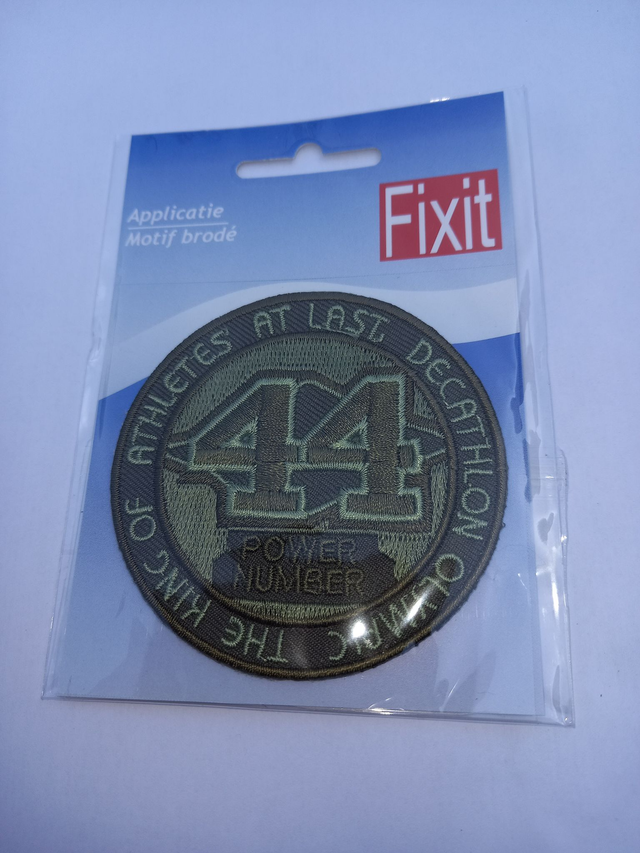 Applicatie
Motif brodé
Fixit
THE KING OF ATHLETES' AT LAST, DECATHLON OLYMPIC
44
POWER
NUMBER